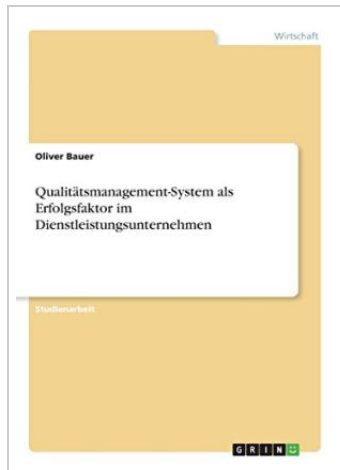 Wirtschaft
Oliver Bauer
Qualitätsmanagement-System als
Erfolgsfaktor im
Dienstleistungsunternehmen
Studienarbeit
GRIN